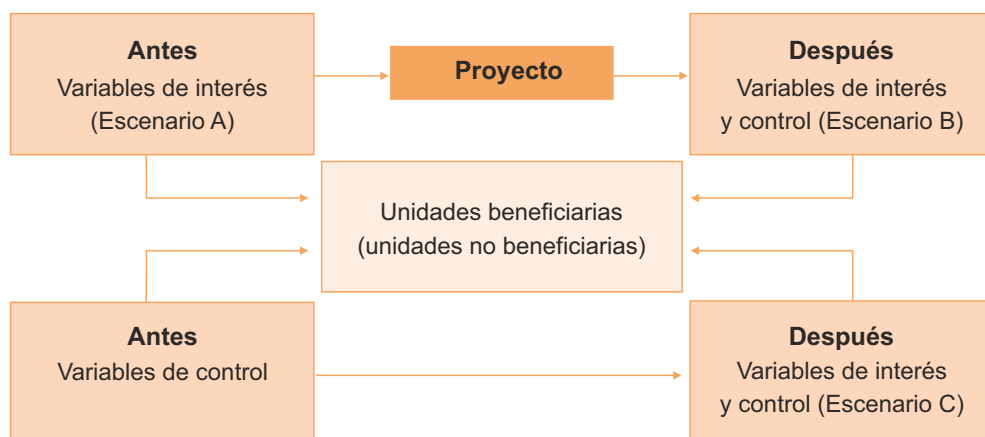 Antes
Variables de interés
(Escenario A)
Proyecto
Después
Variables de interés
y control (Escenario B)
Unidades beneficiarias
(unidades no beneficiarias)
Antes
Variables de control
Después
Variables de interés
y control (Escenario C)